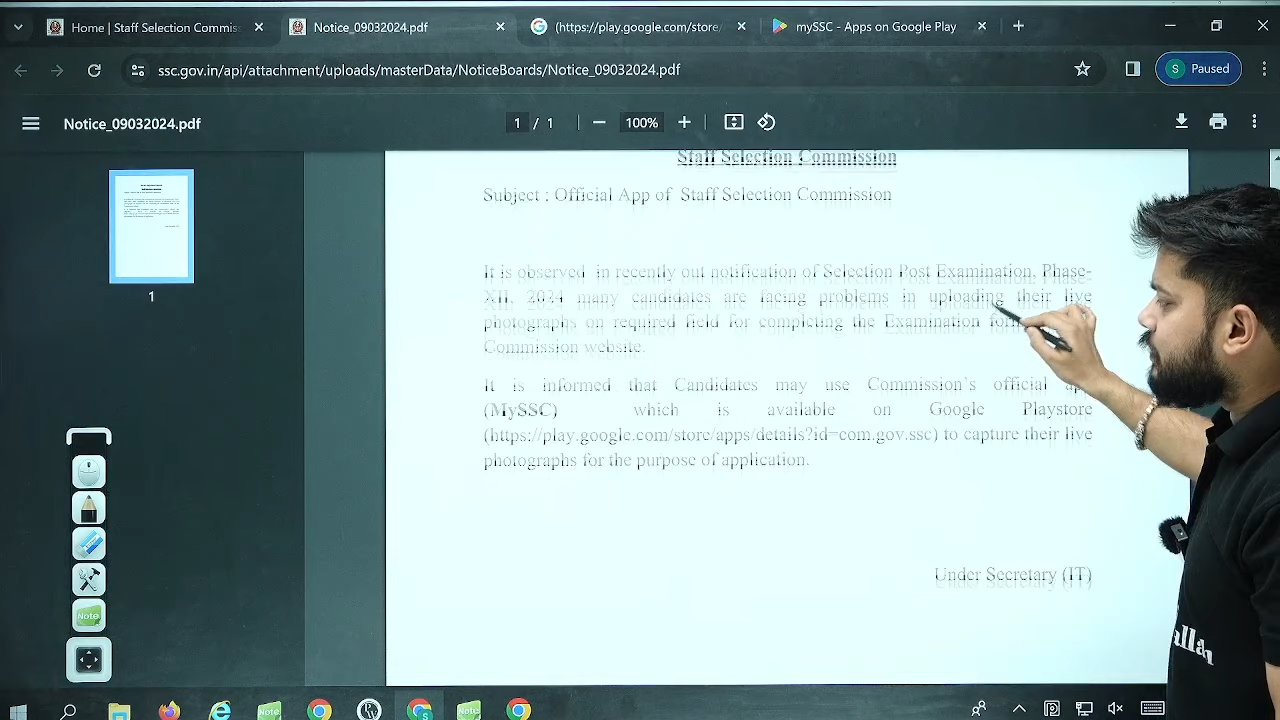 Home | Staff Selection Commis
Notice_09032024.pdf
(https://play.google.com/store/
mySSC - Apps on Google Play
ssc.gov.in/api/attachment/uploads/masterData/NoticeBoards/Notice_09032024.pdf
S Paused
Notice_09032024.pdf
1 / 1
100%
1
Staff Selection Commission
Subject : Official App of Staff Selection Commission
It is observed in recently out notification of Selection Post Examination, Phase-
XII, 2024 many candidates are facing problems in uploading their live
photographs on required field for completing the Examination
Commission website.
It is informed that Candidates may use Commission's official
(MySSC) which is available on Google Playstore
(https://play.google.com/store/apps/details?id=com.gov.ssc) to capture their live
photographs for the purpose of application.
Under Secretary (IT)
Note